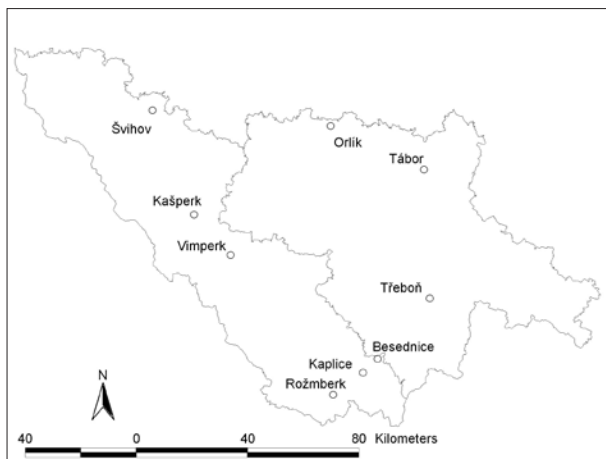 Švihov
Orlík
Tábor
Kašperk
Vimperk
Třeboň
Besednice
Kaplice
Rožmberk
N
40 0 40 80 Kilometers